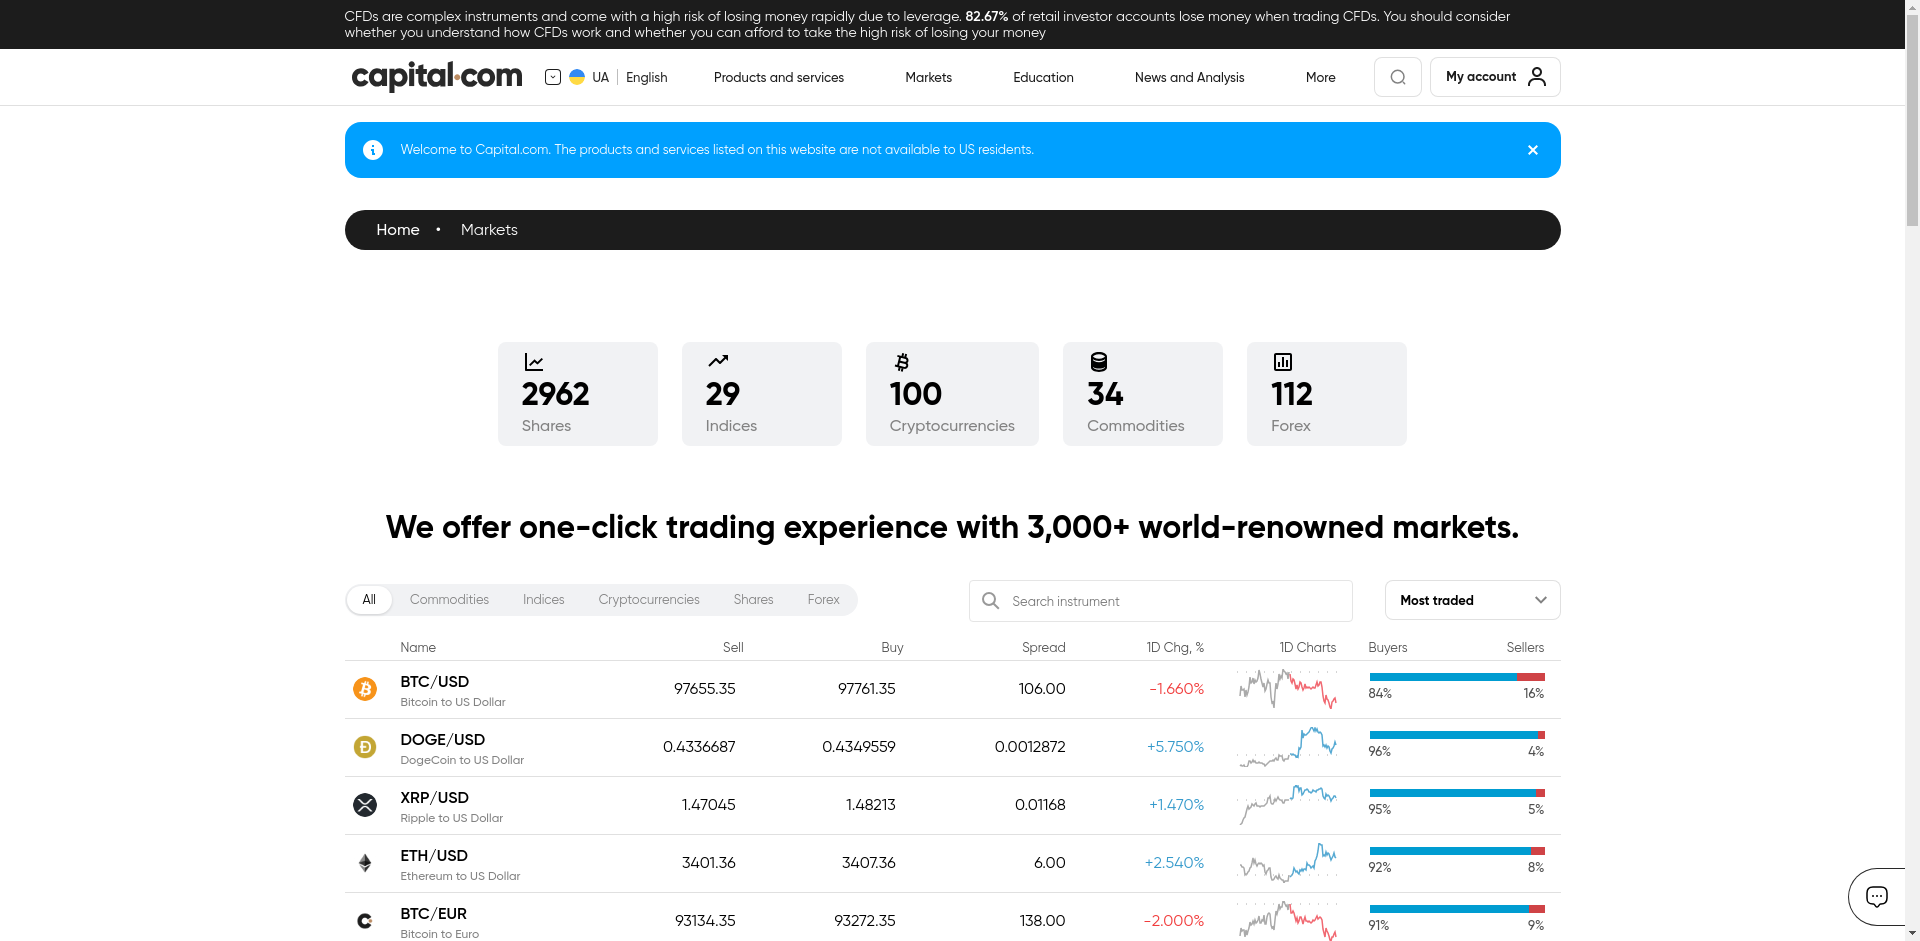 CFDs are complex instruments and come with a high risk of losing money rapidly due to leverage. 82.67% of retail investor accounts lose money when trading CFDs. You should consider
whether you understand how CFDs work and whether you can afford to take the high risk of losing your money
capital.com UA English Products and services Markets Education News and Analysis More My account
Welcome to Capital.com. The products and services listed on this website are not available to US residents.
Home • Markets
2962 29 100 34 112
Shares Indices Cryptocurrencies Commodities Forex
We offer one-click trading experience with 3,000+ world-renowned markets.
All Commodities Indices Cryptocurrencies Shares Forex Search instrument Most traded
Name Sell Buy Spread 1D Chg, % 1D Charts Buyers Sellers
BTC/USD 97655.35 97761.35 106.00 -1.660% 84% 16%
Bitcoin to US Dollar
DOGE/USD 0.4336687 0.4349559 0.0012872 +5.750% 96% 4%
DogeCoin to US Dollar
XRP/USD 1.47045 1.48213 0.01168 +1.470% 95% 5%
Ripple to US Dollar
ETH/USD 3401.36 3407.36 6.00 +2.540% 92% 8%
Ethereum to US Dollar
BTC/EUR 93134.35 93272.35 138.00 -2.000% 91% 9%
Bitcoin to Euro